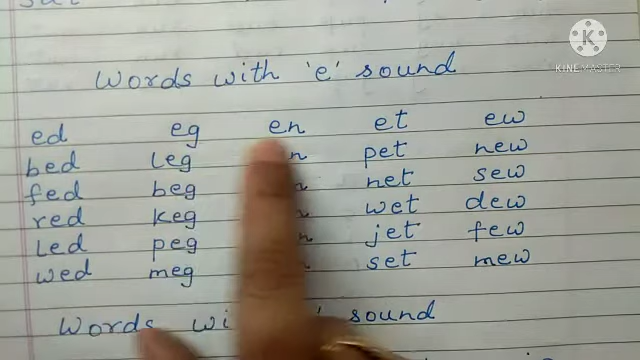 Words with 'e' sound
ed eg en et ew
bed leg n pet new
fed beg net sew
red keg wet dew
Led peg n jet few
wed meg set mew
Words wi ' sound
KINEMASTER